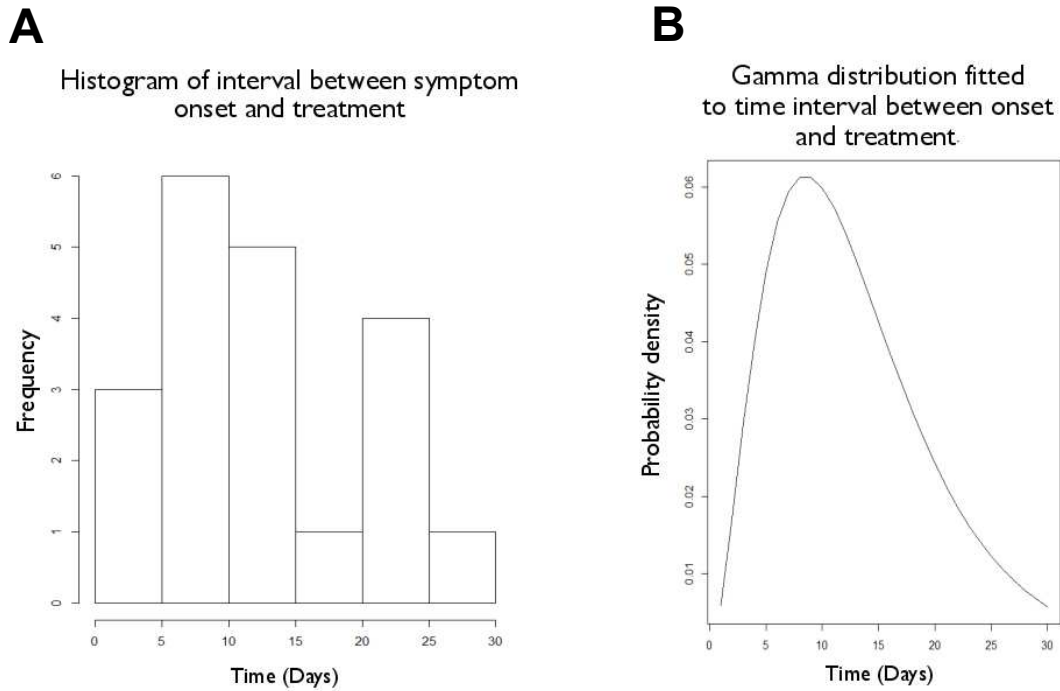 A
Histogram of interval between symptom
onset and treatment
Frequency
6
5
4
3
2
1
0
0 5 10 15 20 25 30
Time (Days)
B
Gamma distribution fitted
to time interval between onset
and treatment.
Probability density
0.06
0.05
0.04
0.03
0.02
0.01
0 5 10 15 20 25 30
Time (Days)